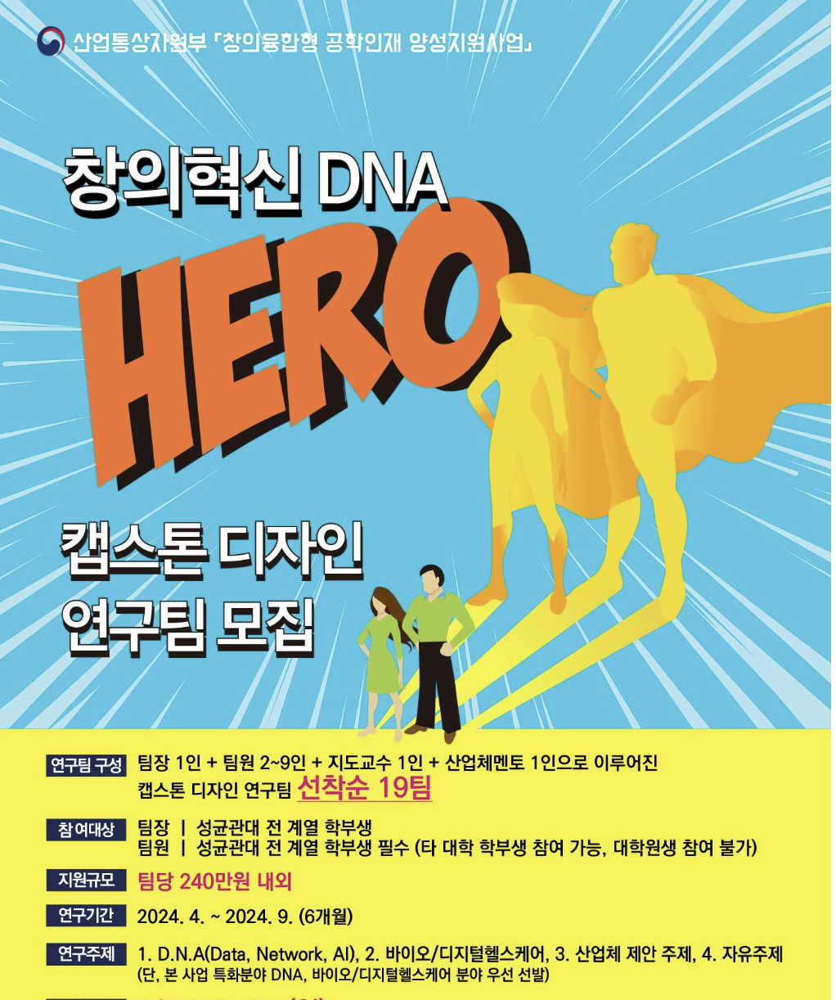 산업통상자원부 「창의융합형 공학인재 양성지원사업」
창의혁신 DNA
HERO
캡스톤 디자인
연구팀 모집
연구팀 구성 팀장 1인 + 팀원 2~9인 + 지도교수 1인 + 산업체멘토 1인으로 이루어진
캡스톤 디자인 연구팀 선착순 19팀
참여대상 팀장 ㅣ 성균관대 전 계열 학부생
팀원 ㅣ 성균관대 전 계열 학부생 필수 (타 대학 학부생 참여 가능, 대학원생 참여 불가)
지원규모 팀당 240만원 내외
연구기간 2024. 4. ~ 2024. 9. (6개월)
연구주제 1. D.N.A(Data, Network, AI), 2. 바이오/디지털헬스케어, 3. 산업체 제안 주제, 4. 자유주제
(단, 본 사업 특화분야 DNA, 바이오/디지털헬스케어 분야 우선 선발)